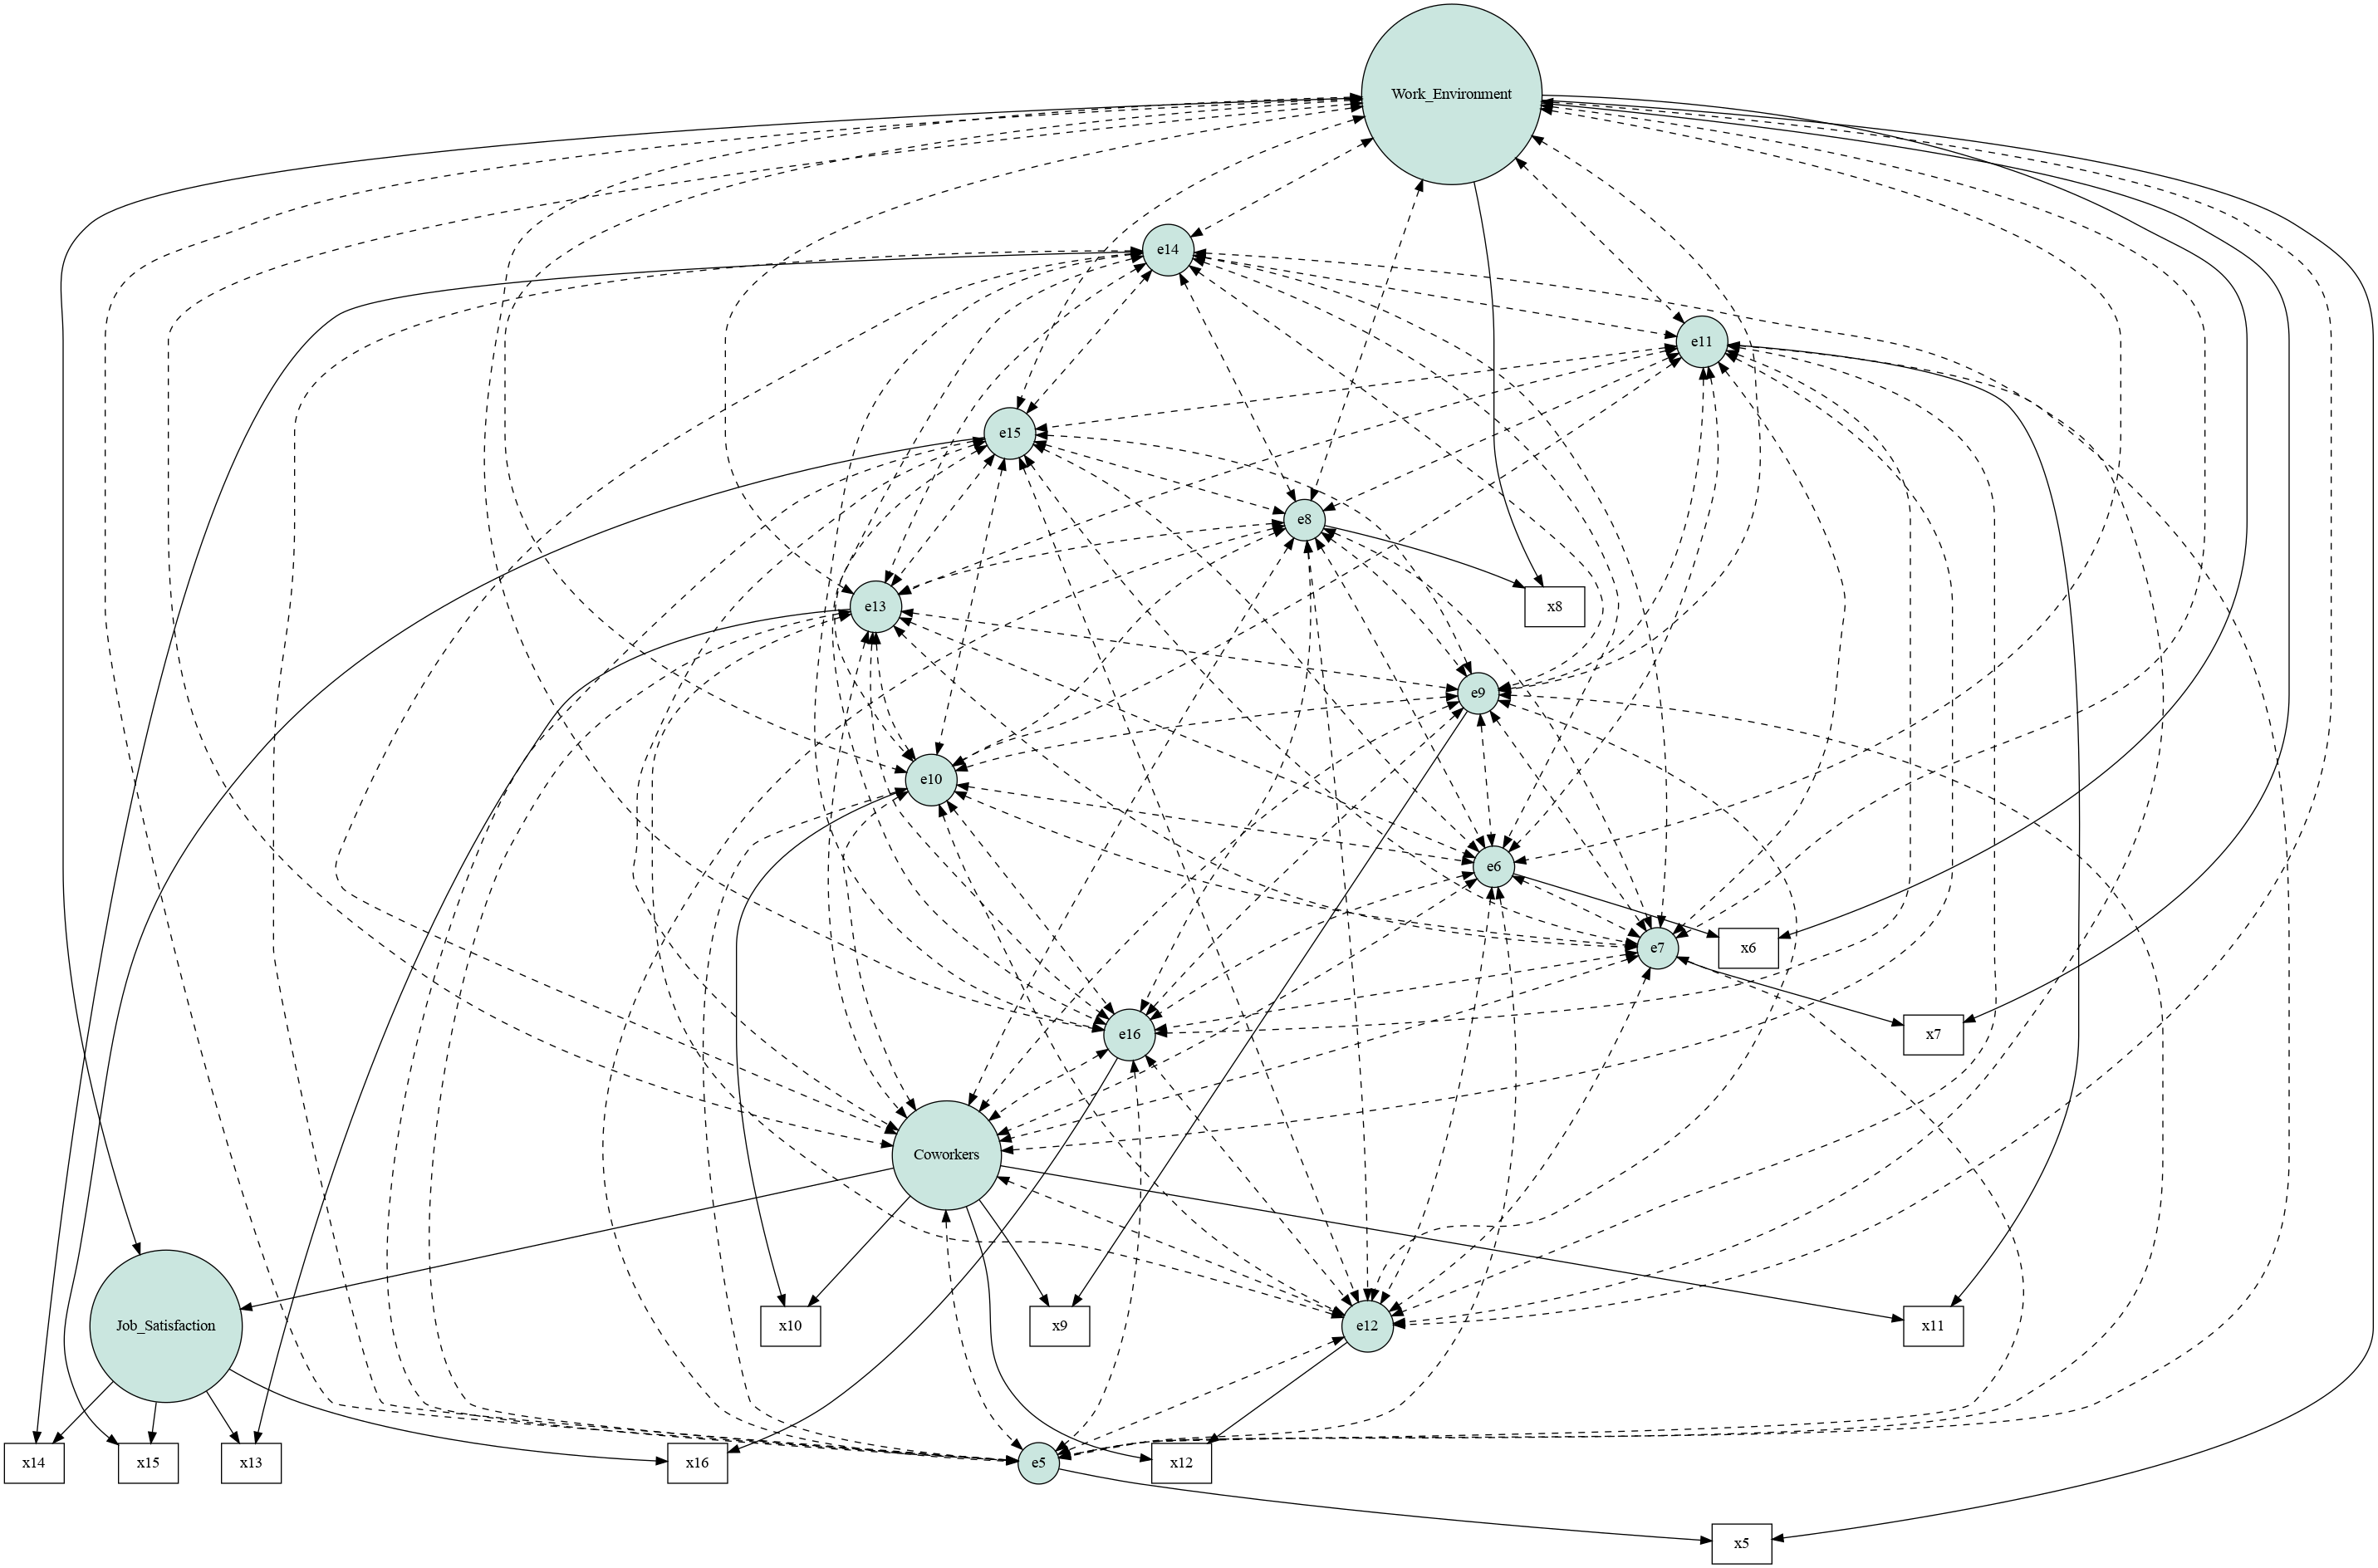 Work_Environment
e14
e11
e15
e8
e13
x8
e9
e10
e6
e7
x6
e16
x7
Coworkers
Job_Satisfaction
x10
x9
e12
x11
x14
x15
x13
x16
e5
x12
x5